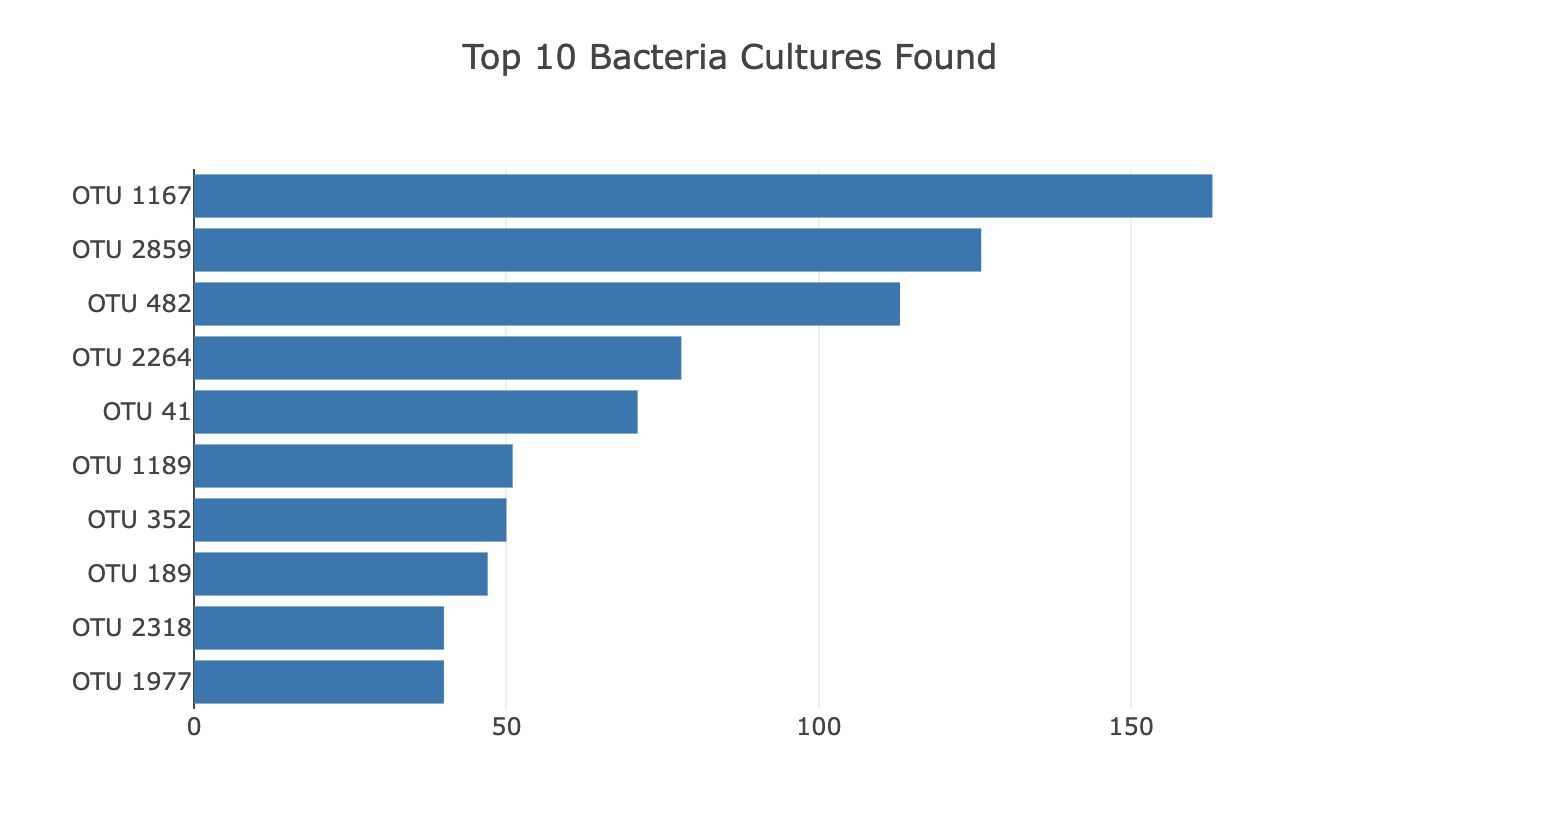 Top 10 Bacteria Cultures Found
OTU 1167
OTU 2859
OTU 482
OTU 2264
OTU 41
OTU 1189
OTU 352
OTU 189
OTU 2318
OTU 1977
0 50 100 150